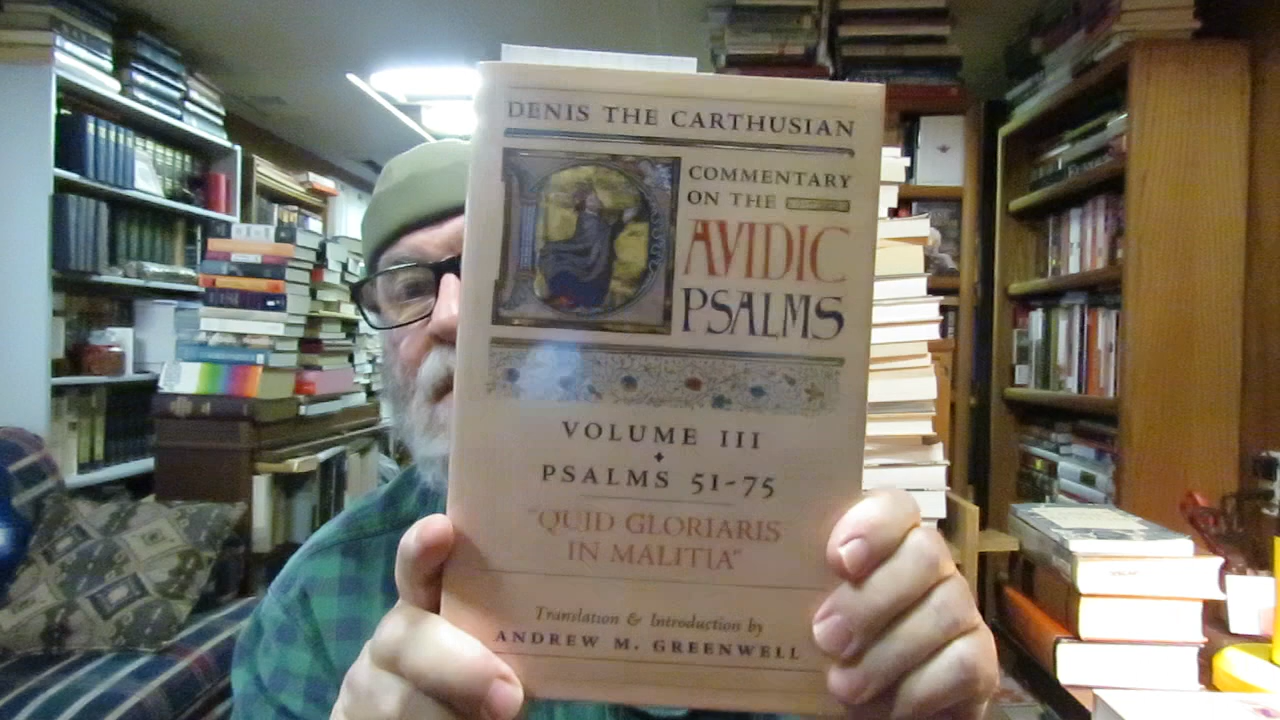 DENIS THE CARTHUSIAN
COMMENTARY
ON THE
AVIDIC
PSALMS
VOLUME III
PSALMS 51-75
"QUID GLORIARIS
IN MALITIA"
Translation & Introduction by
ANDREW M. GREENWELL